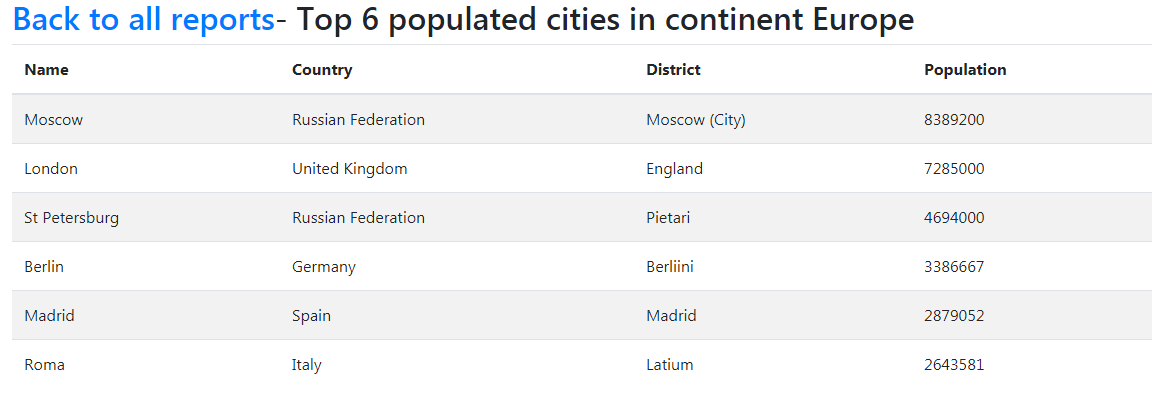 Back to all reports- Top 6 populated cities in continent Europe
Name Country District Population
Moscow Russian Federation Moscow (City) 8389200
London United Kingdom England 7285000
St Petersburg Russian Federation Pietari 4694000
Berlin Germany Berliini 3386667
Madrid Spain Madrid 2879052
Roma Italy Latium 2643581